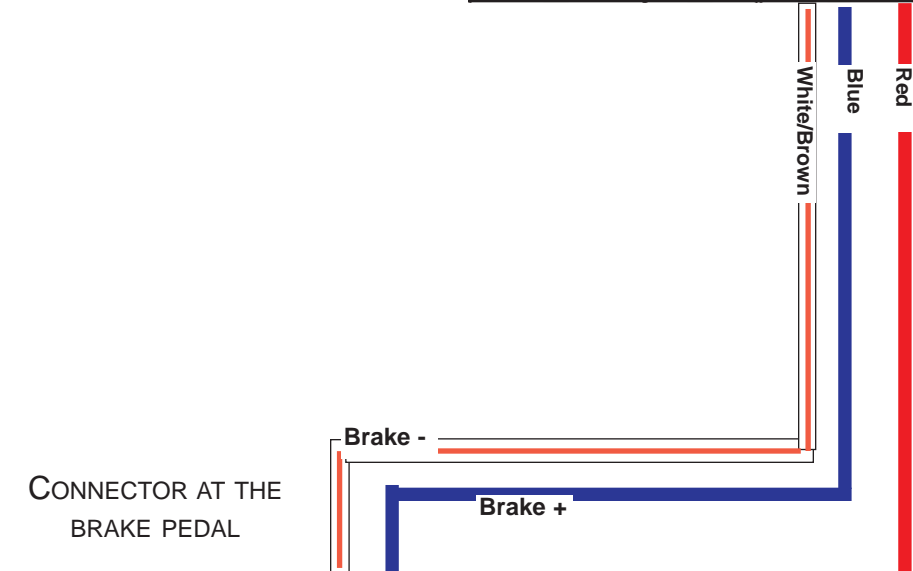 White/Brown
Blue
Red
Brake -
Brake +
CONNECTOR AT THE
BRAKE PEDAL